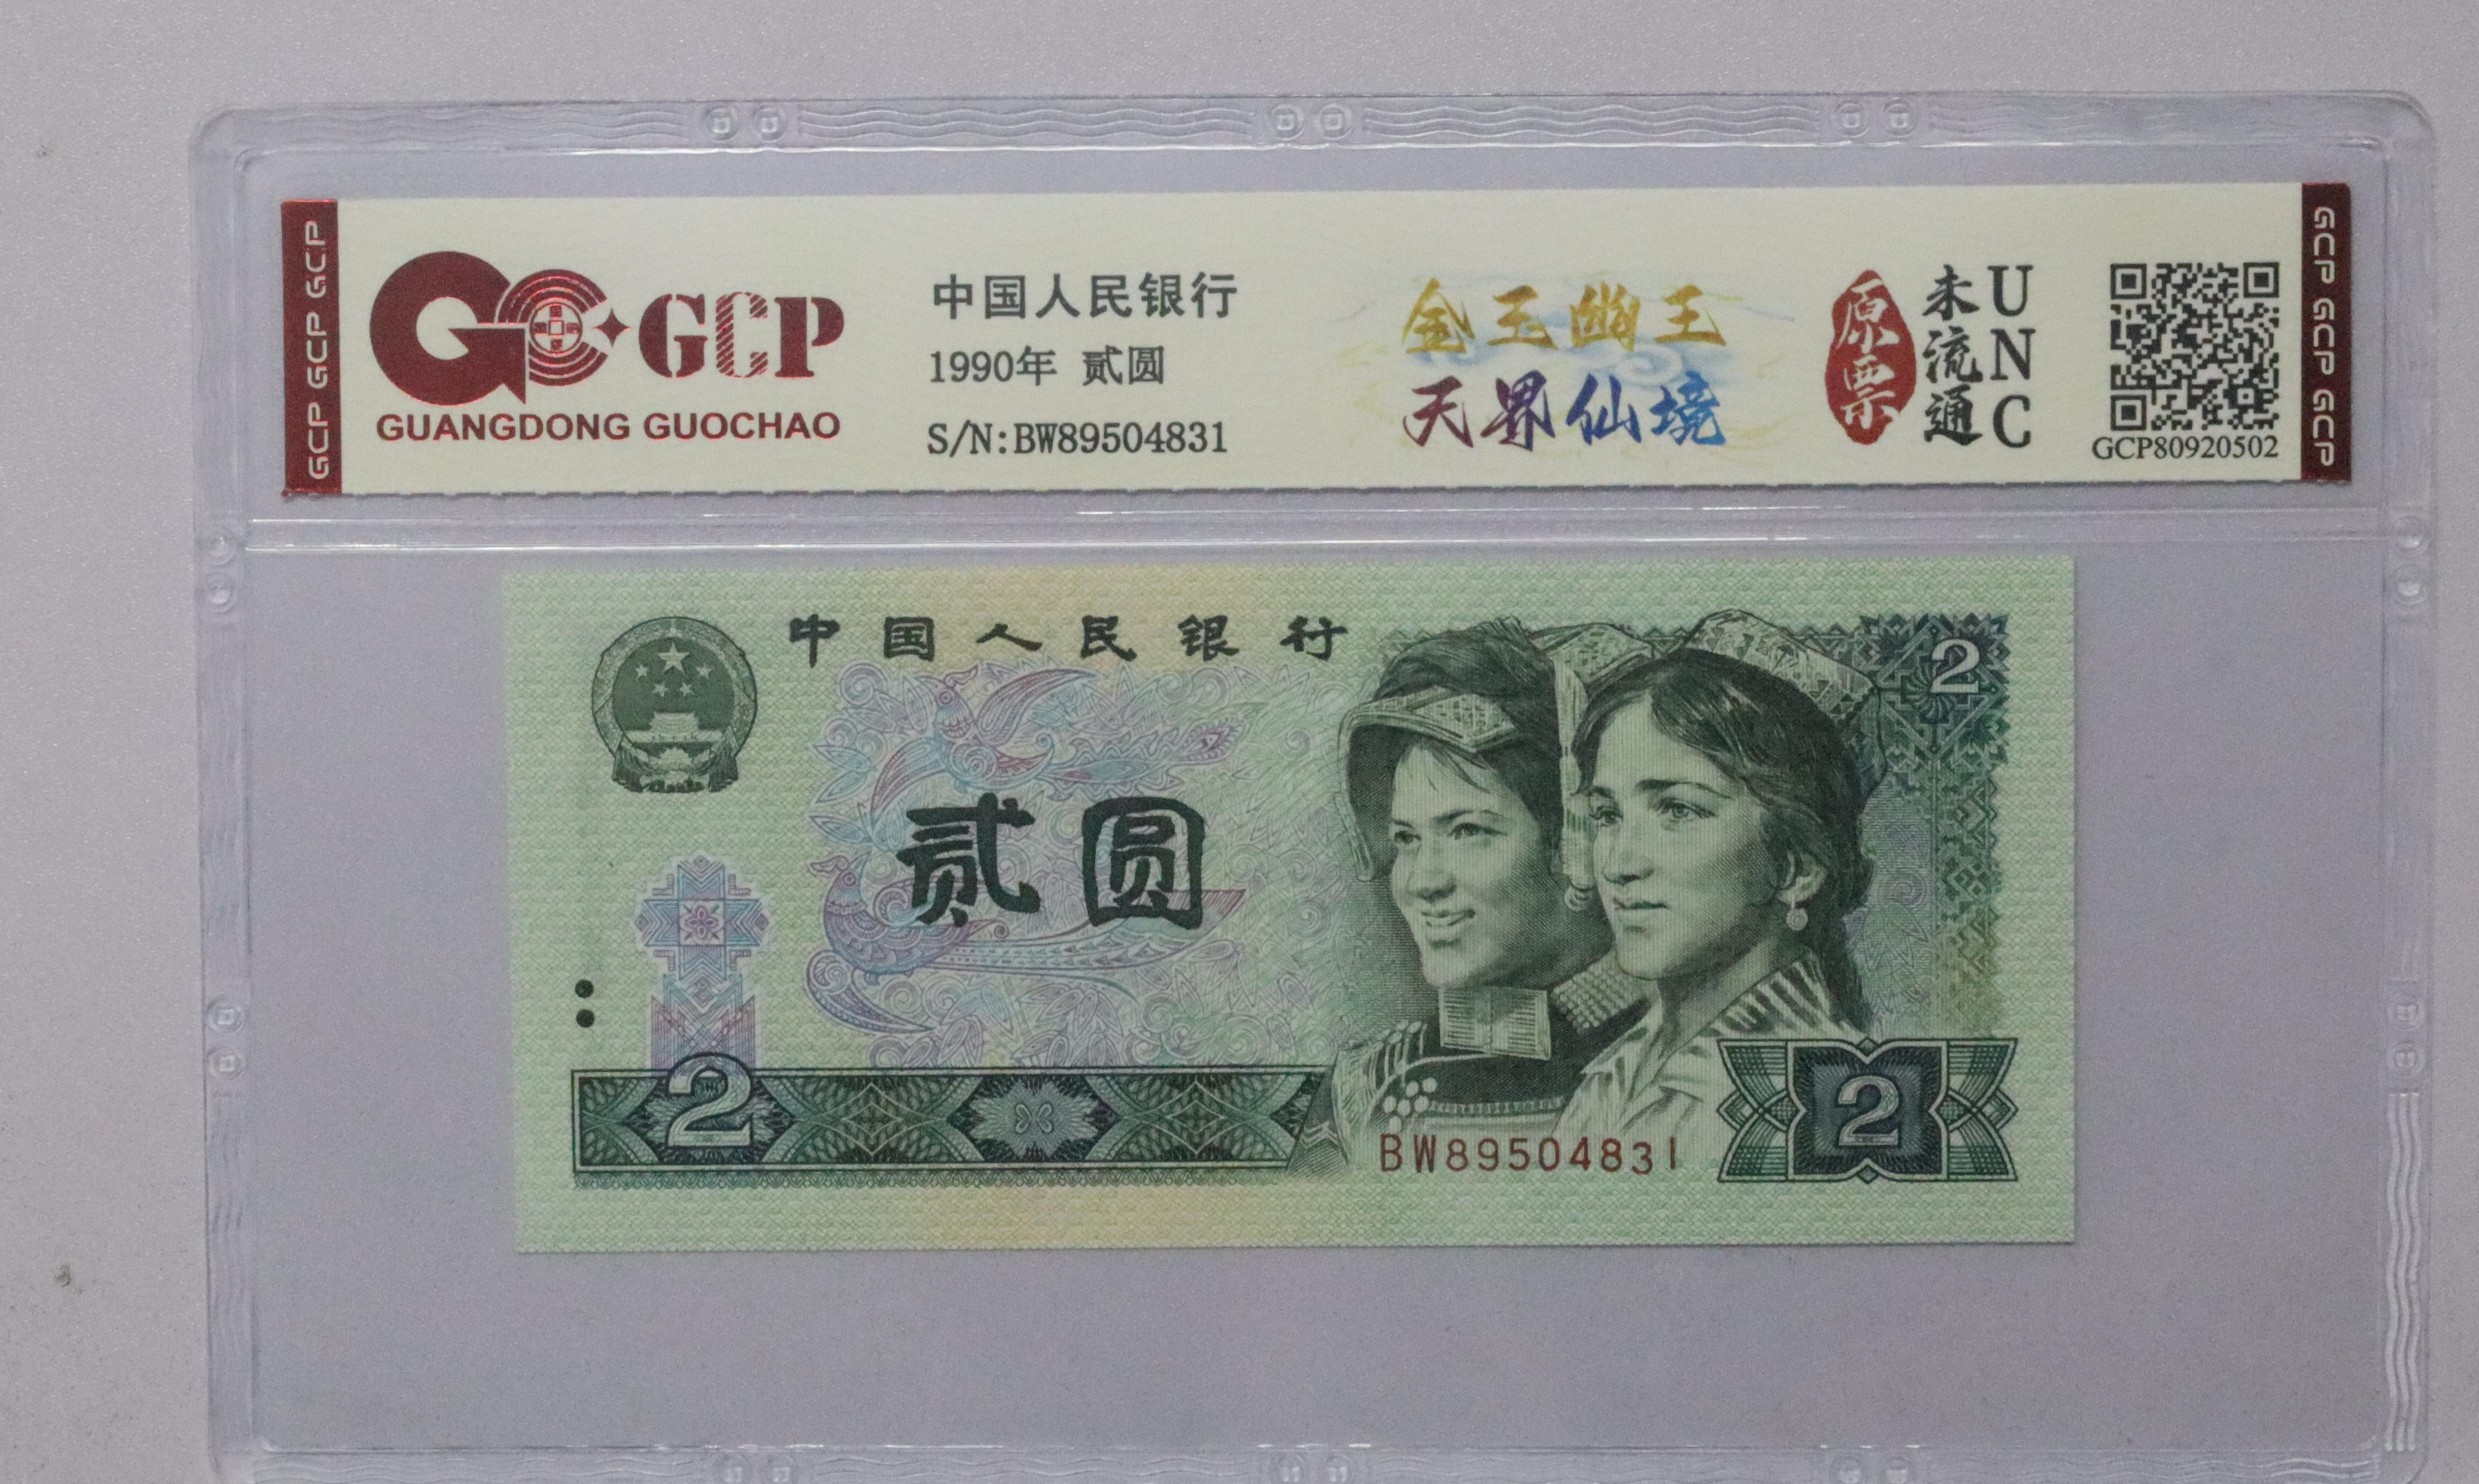 GCP GCP GCP
GCP
GUANGDONG GUOCHAO
中国人民银行
1990年 贰圆
S/N:BW89504831
金玉幽王
天界仙境
原票
未流通
UNC
GCP80920502
GCP GCP GCP
中国人民银行
2
贰圆
2
2
BW89504831